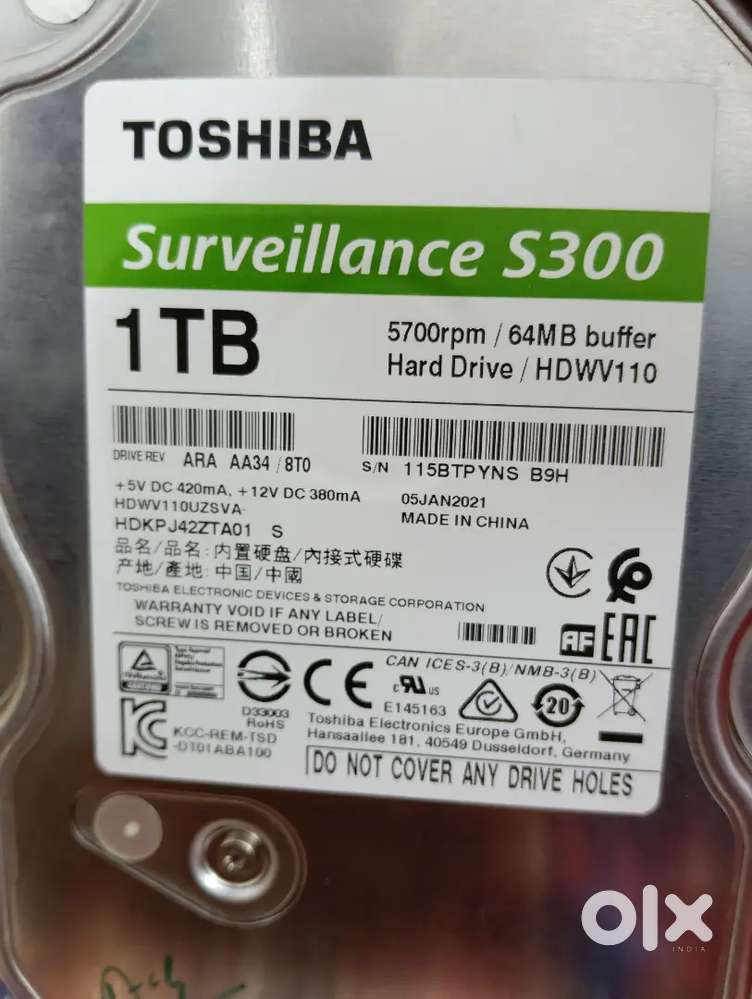 TOSHIBA
Surveillance S300
1TB
5700rpm / 64MB buffer
Hard Drive / HDWV110
DRIVE REV ARA AA34 / 8T0
S/N 115BTPYNS B9H
+5V DC 420mA, +12V DC 380mA
05JAN2021
HDWV110UZSVA-
MADE IN CHINA
HDKPJ42ZTA01 S
品名/品名: 内置硬盘/內接式硬碟
产地/產地: 中国/中國
TOSHIBA ELECTRONIC DEVICES & STORAGE CORPORATION
WARRANTY VOID IF ANY LABEL/
SCREW IS REMOVED OR BROKEN
AF EAC
CAN ICES-3(B)/NMB-3(B)
CE
c UL US
E145163
20
D33003
RoHS
Toshiba Electronics Europe GmbH,
Hansaallee 181, 40549 Dusseldorf, Germany
KCC-REM-TSD
-DT01ABA100
DO NOT COVER ANY DRIVE HOLES
olx
INDIA